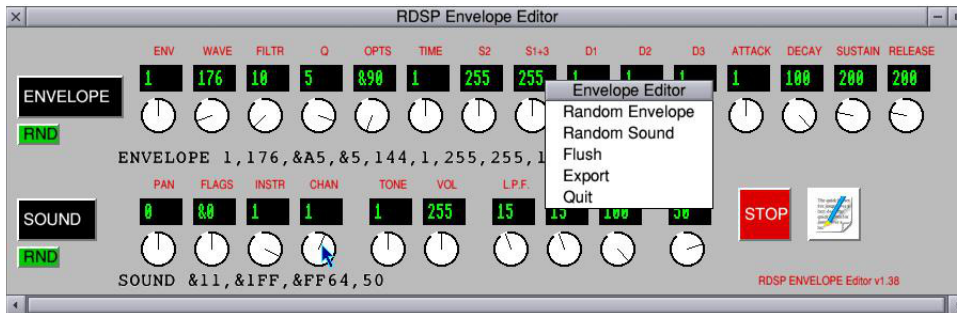 RDSP Envelope Editor
ENV WAVE FILTR Q OPTS TIME S2 S1+3 D1 D2 D3 ATTACK DECAY SUSTAIN RELEASE
ENVELOPE
1 176 10 5 &90 1 255 255 1 1 1 1 100 200 200
RND
ENVELOPE 1,176,&A5,&5,144,1,255,255,1
Envelope Editor
Random Envelope
Random Sound
Flush
Export
Quit
PAN FLAGS INSTR CHAN TONE VOL L.P.F.
SOUND
0 &0 1 1 1 255 15 15 100 50
RND
STOP
SOUND &11,&1FF,&FF64,50
RDSP ENVELOPE Editor v1.38